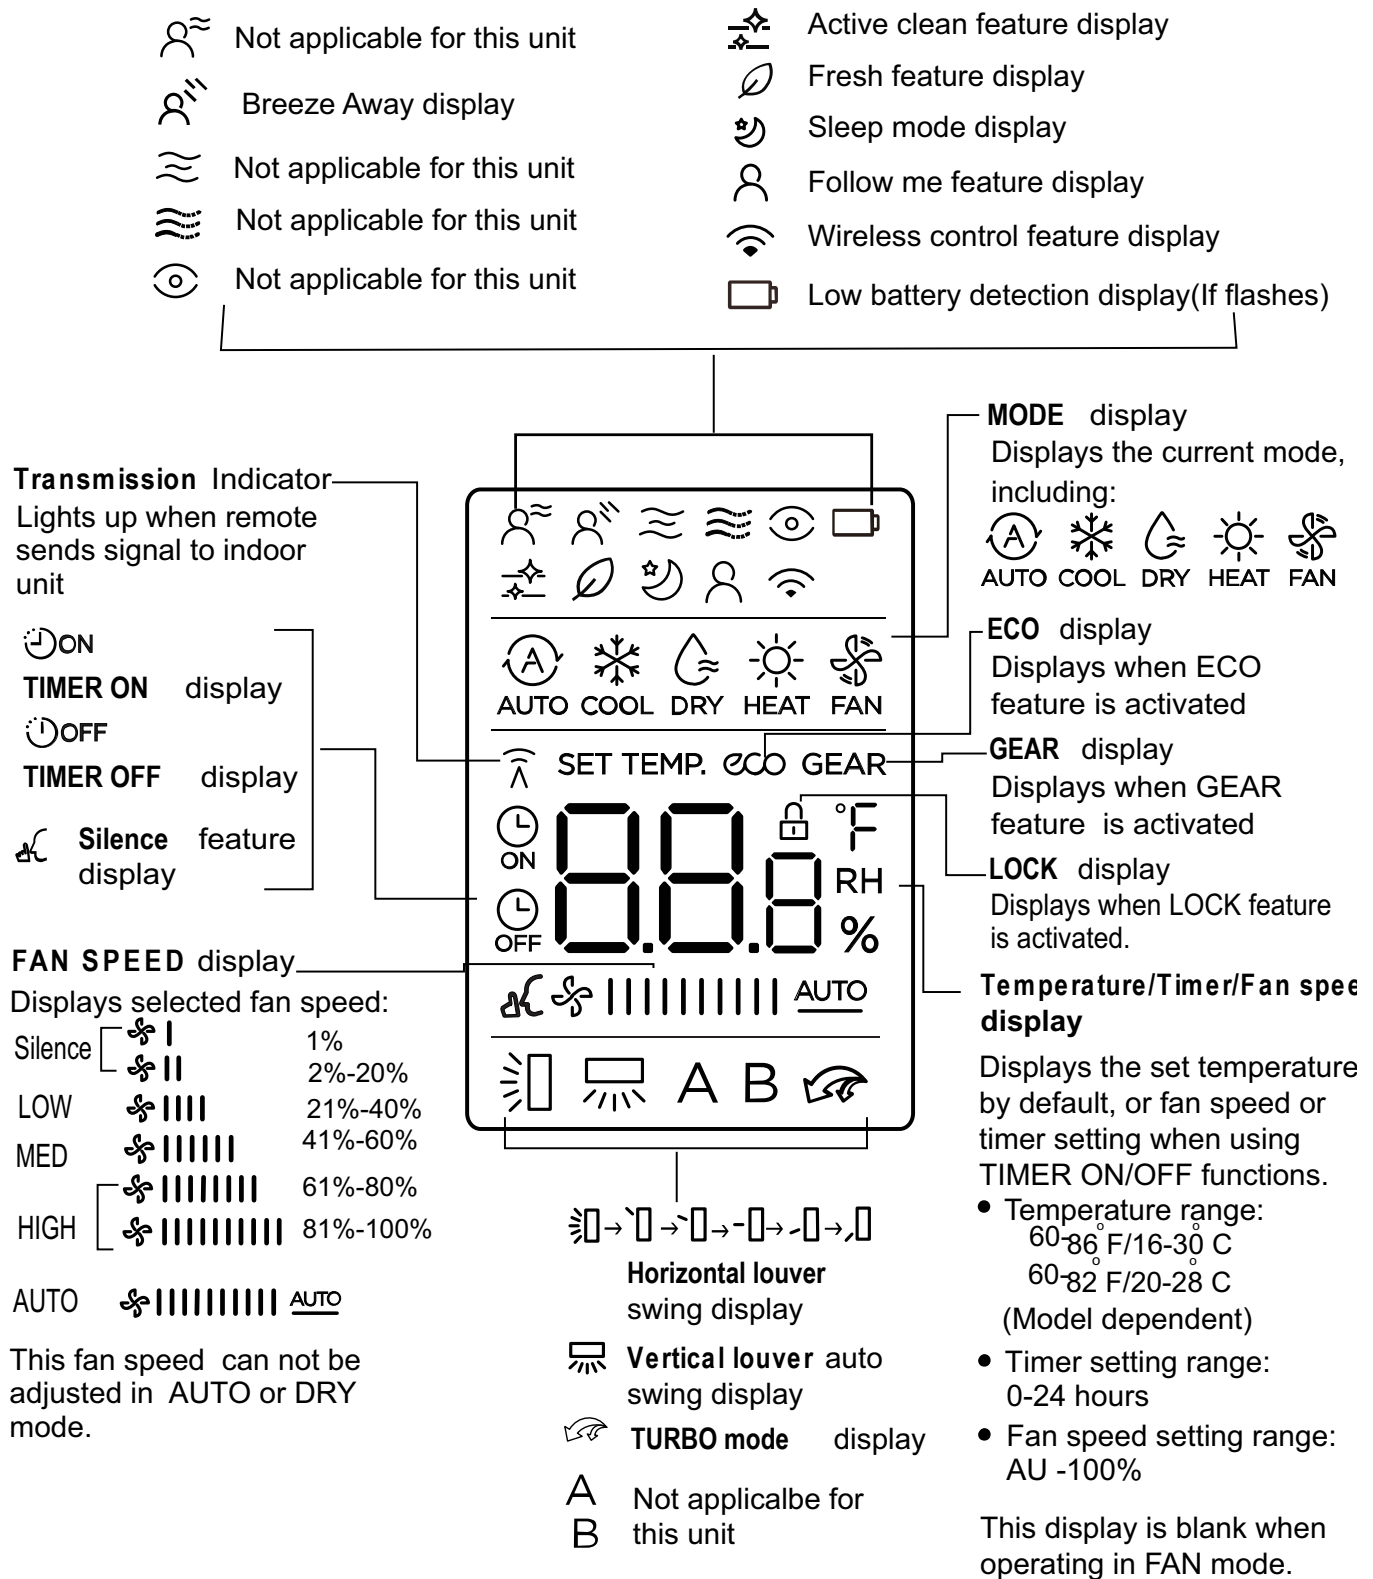 Not applicable for this unit
Breeze Away display
Not applicable for this unit
Not applicable for this unit
Not applicable for this unit
Active clean feature display
Fresh feature display
Sleep mode display
Follow me feature display
Wireless control feature display
Low battery detection display(If flashes)
Transmission Indicator
Lights up when remote
sends signal to indoor
unit
ON
TIMER ON display
OFF
TIMER OFF display
Silence feature
display
FAN SPEED display
Displays selected fan speed:
Silence
1%
2%-20%
LOW 21%-40%
MED 41%-60%
HIGH
61%-80%
81%-100%
AUTO AUTO
This fan speed can not be
adjusted in AUTO or DRY
mode.
A
AUTO COOL DRY HEAT FAN
SET TEMP. eco GEAR
ON
OFF
8.8.8
°F
RH
%
AUTO
A B
Horizontal louver
swing display
Vertical louver auto
swing display
TURBO mode display
A
B
Not applicalbe for
this unit
MODE display
Displays the current mode,
including:
A
AUTO COOL DRY HEAT FAN
ECO display
Displays when ECO
feature is activated
GEAR display
Displays when GEAR
feature is activated
LOCK display
Displays when LOCK feature
is activated.
Temperature/Timer/Fan spee
display
Displays the set temperature
by default, or fan speed or
timer setting when using
TIMER ON/OFF functions.
• Temperature range:
60-86°F/16-30°C
60-82°F/20-28°C
(Model dependent)
• Timer setting range:
0-24 hours
• Fan speed setting range:
AU -100%
This display is blank when
operating in FAN mode.